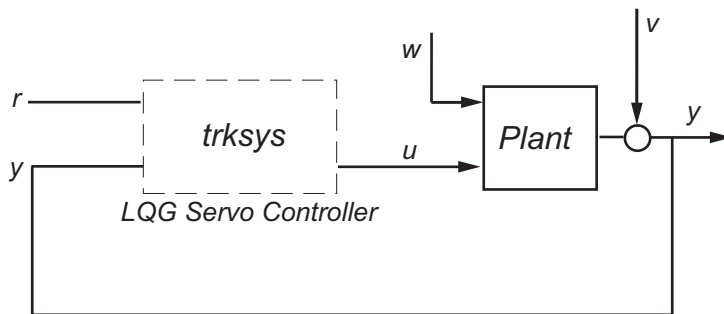 v
w
r
trksys
Plant
y
y
u
LQG Servo Controller